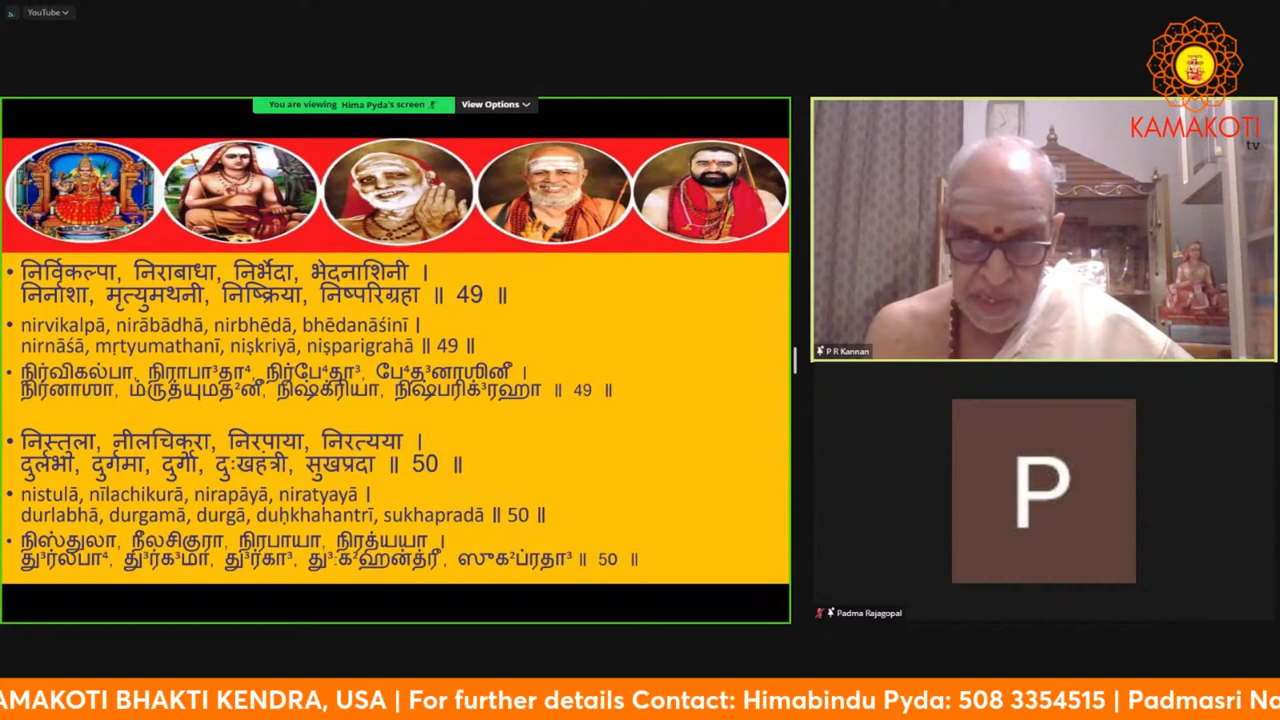 YouTube
You are viewing Hima Pyda's screen
View Options
KAMAKOTI
tv
• निर्विकल्पा, निराबाधा, निर्भेदा, भेदनाशिनी ।
निर्नाशा, मृत्युमथनी, निष्क्रिया, निष्परिग्रहा ॥ 49 ॥
• nirvikalpā, nirābādhā, nirbhēdā, bhēdanāśinī |
nirnāśā, mṛtyumathanī, niṣkriyā, niṣparigrahā ॥ 49 ॥
• நிர்விகல்பா, நிராபா³தா⁴, நிர்பே⁴தா³, பே⁴த³னாஶினீ ।
நிர்னாஶா, ம்ருத்யுமத²னீ, நிஷ்க்ரியா, நிஷ்பரிக்³ரஹா ॥ 49 ॥
• निस्तुला, नीलचिकुरा, निरपाया, निरत्यया ।
दुर्लभा, दुर्गमा, दुर्गा, दुःखहंत्री, सुखप्रदा ॥ 50 ॥
• nistulā, nīlachikurā, nirapāyā, niratyayā |
durlabhā, durgamā, durgā, duḥkhahantrī, sukhapradā ॥ 50 ॥
• நிஸ்துலா, நீலசிகுரா, நிரபாயா, நிரத்யயா ।
து³ர்லபா⁴, து³ர்க³மா, து³ர்கா³, து³:க²ஹன்த்ரீ, ஸுக²ப்ரதா³ ॥ 50 ॥
P R Kannan
P
Padma Rajagopal
AMAKOTI BHAKTI KENDRA, USA | For further details Contact: Himabindu Pyda: 508 3354515 | Padmasri Na